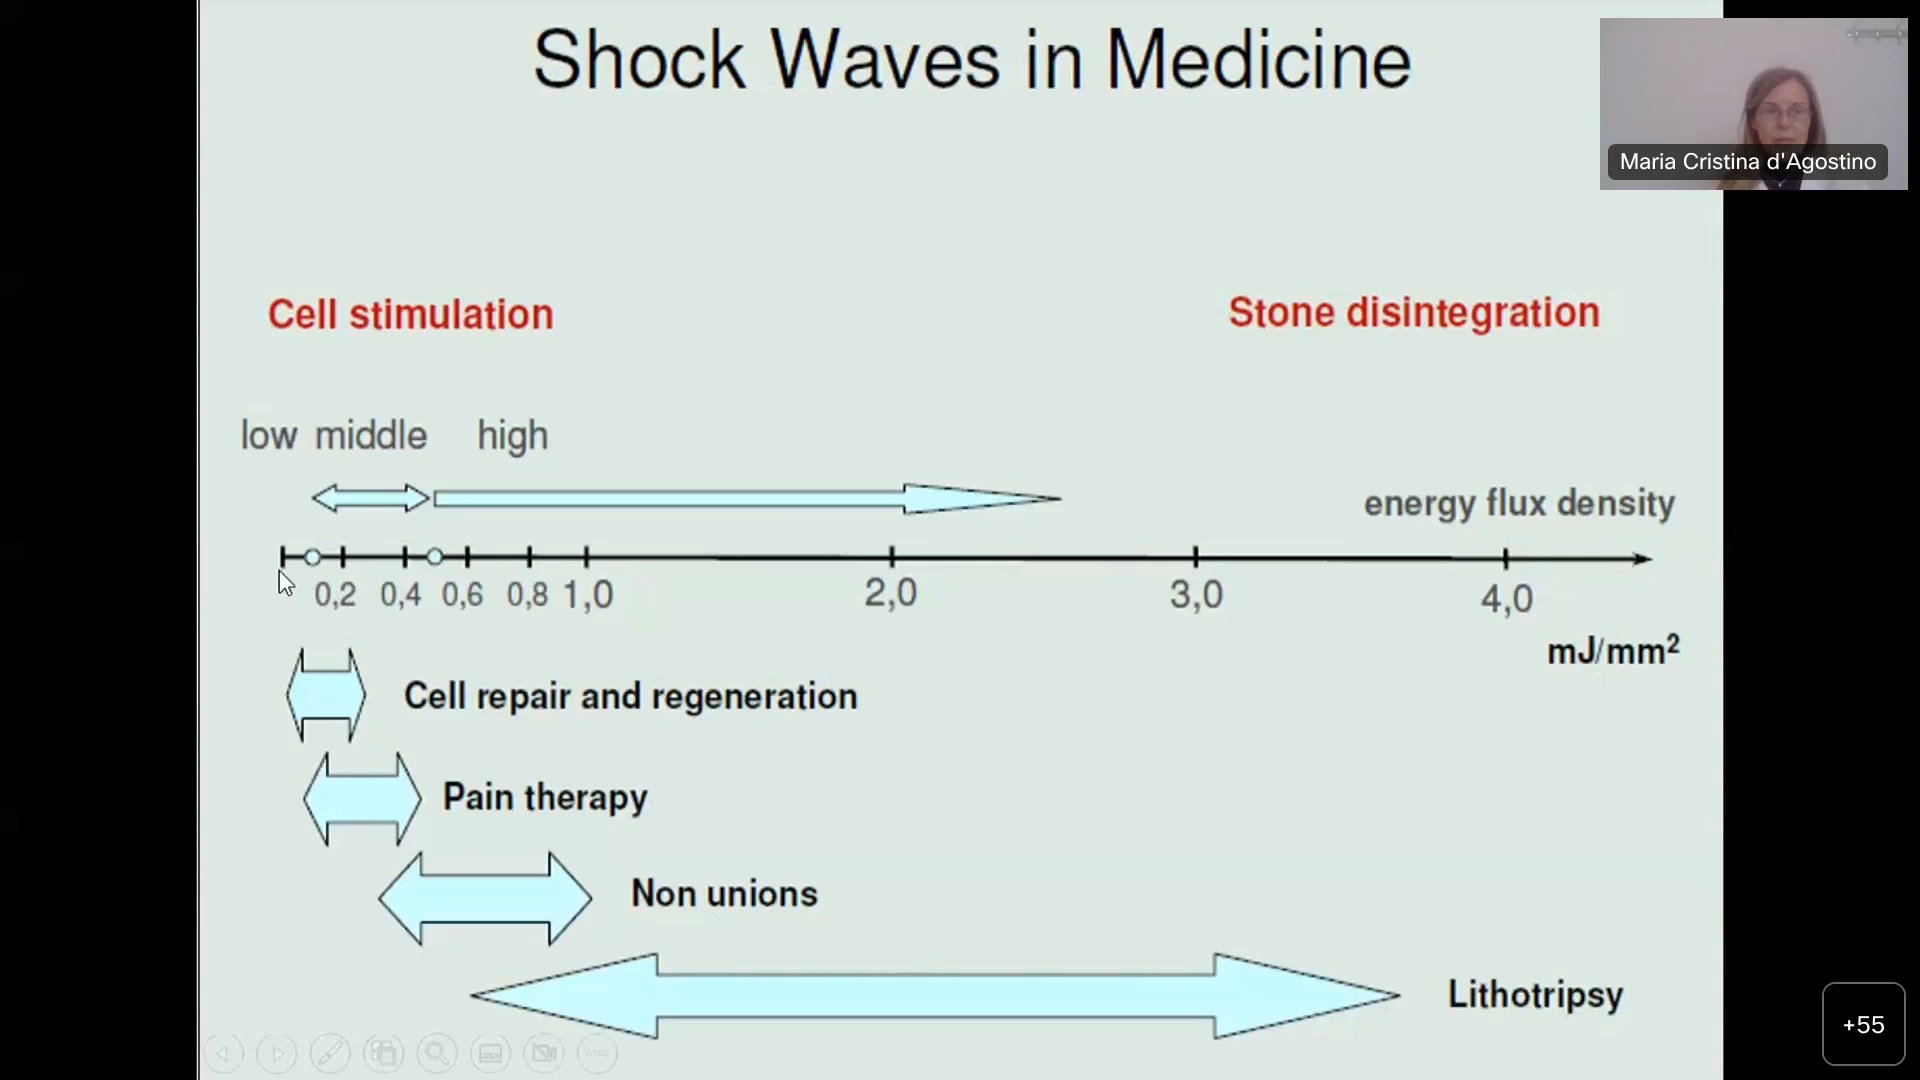 Shock Waves in Medicine
Maria Cristina d'Agostino
Cell stimulation
Stone disintegration
low middle high
energy flux density
0,2 0,4 0,6 0,8 1,0 2,0 3,0 4,0
mJ/mm²
Cell repair and regeneration
Pain therapy
Non unions
Lithotripsy
+55